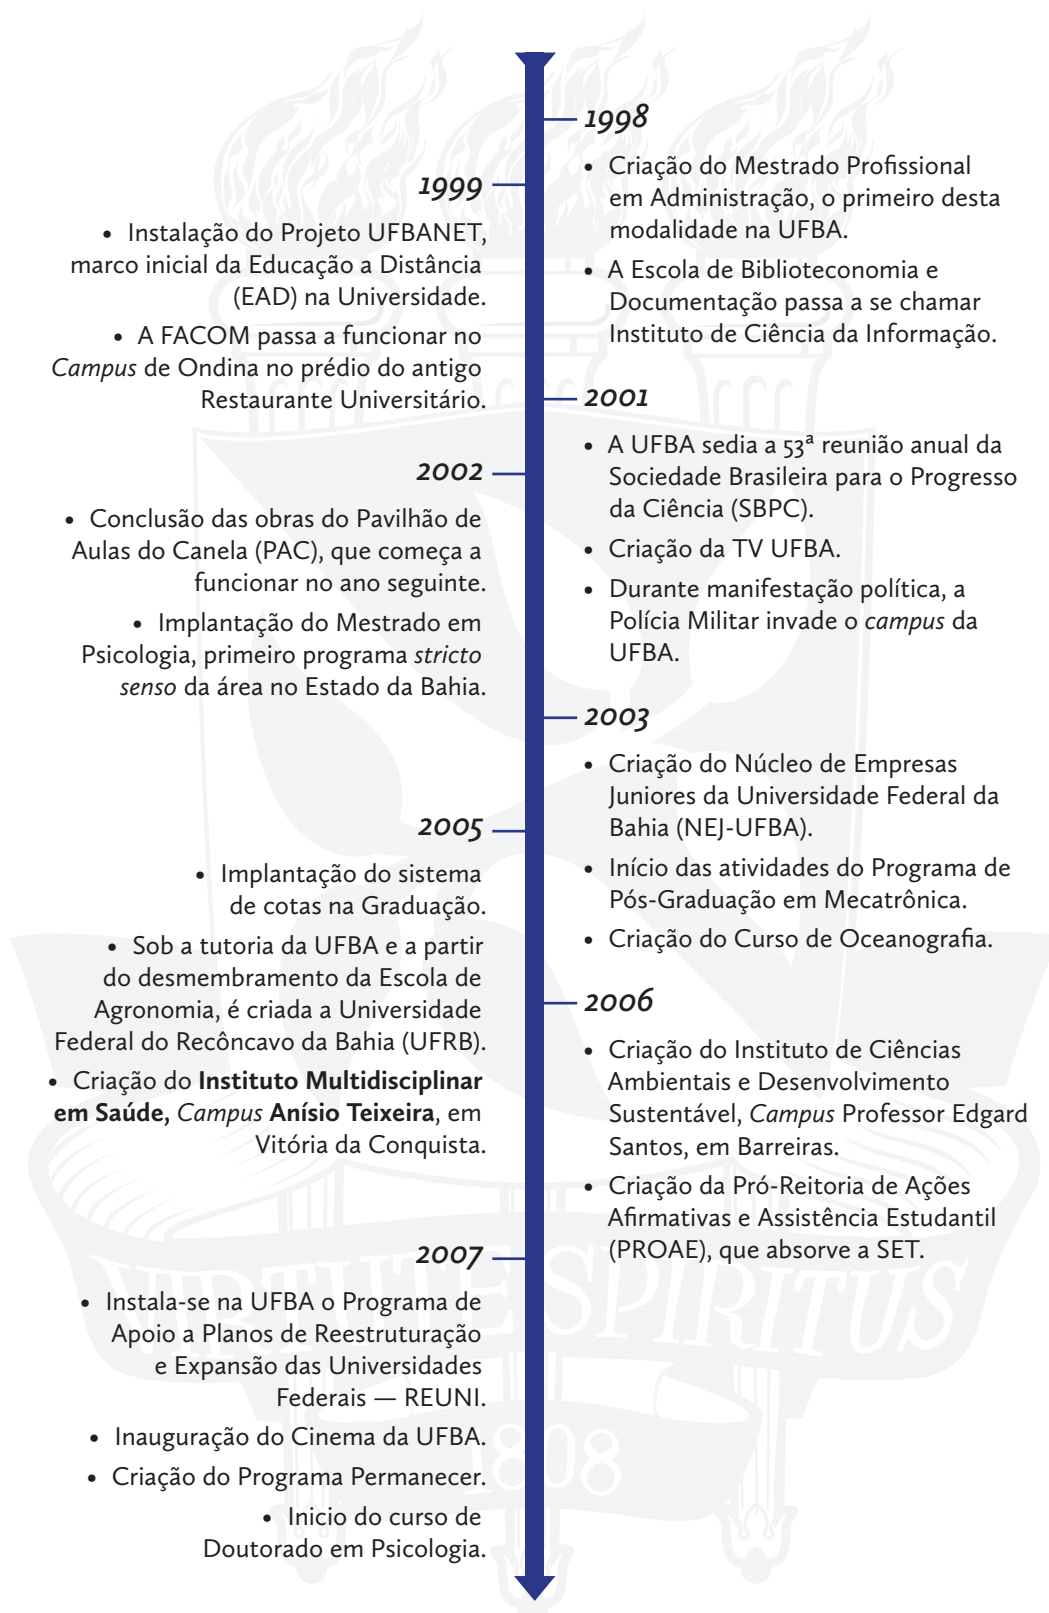 1998
• Criação do Mestrado Profissional
em Administração, o primeiro desta
modalidade na UFBA.
• A Escola de Biblioteconomia e
Documentação passa a se chamar
Instituto de Ciência da Informação.
1999
• Instalação do Projeto UFBANET,
marco inicial da Educação a Distância
(EAD) na Universidade.
• A FACOM passa a funcionar no
Campus de Ondina no prédio do antigo
Restaurante Universitário.
2001
• A UFBA sedia a 53ª reunião anual da
Sociedade Brasileira para o Progresso
da Ciência (SBPC).
• Criação da TV UFBA.
• Durante manifestação política, a
Polícia Militar invade o campus da
UFBA.
2002
• Conclusão das obras do Pavilhão de
Aulas do Canela (PAC), que começa a
funcionar no ano seguinte.
• Implantação do Mestrado em
Psicologia, primeiro programa stricto
senso da área no Estado da Bahia.
2003
• Criação do Núcleo de Empresas
Juniores da Universidade Federal da
Bahia (NEJ-UFBA).
• Início das atividades do Programa de
Pós-Graduação em Mecatrônica.
• Criação do Curso de Oceanografia.
2005
• Implantação do sistema
de cotas na Graduação.
• Sob a tutoria da UFBA e a partir
do desmembramento da Escola de
Agronomia, é criada a Universidade
Federal do Recôncavo da Bahia (UFRB).
• Criação do Instituto Multidisciplinar
em Saúde, Campus Anísio Teixeira, em
Vitória da Conquista.
2006
• Criação do Instituto de Ciências
Ambientais e Desenvolvimento
Sustentável, Campus Professor Edgard
Santos, em Barreiras.
• Criação da Pró-Reitoria de Ações
Afirmativas e Assistência Estudantil
(PROAE), que absorve a SET.
2007
• Instala-se na UFBA o Programa de
Apoio a Planos de Reestruturação
e Expansão das Universidades
Federais — REUNI.
• Inauguração do Cinema da UFBA.
• Criação do Programa Permanecer.
• Inicio do curso de
Doutorado em Psicologia.
VIRTUTE SPIRITUS
1808